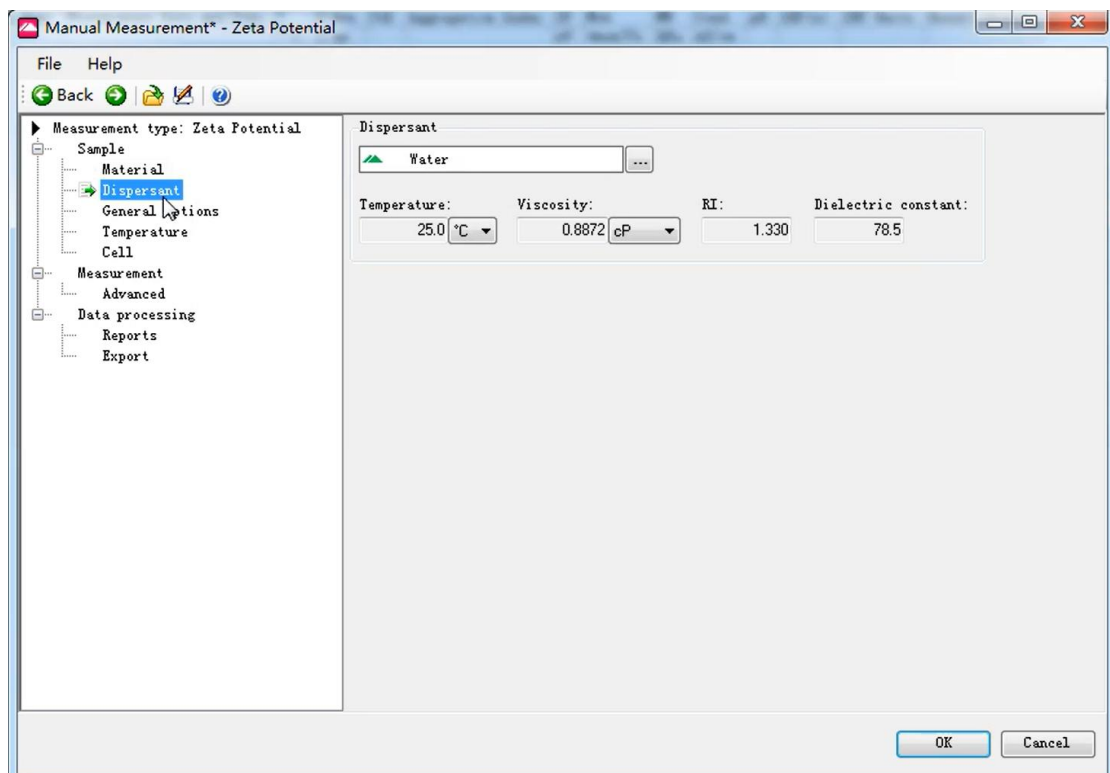 Manual Measurement* - Zeta Potential
File Help
Back
Measurement type: Zeta Potential
Sample
Material
Dispersant
General
Temperature
Cell
Measurement
Advanced
Data processing
Reports
Export
Dispersant
Water
...
Temperature: Viscosity: RI: Dielectric constant:
25.0 °C 0.8872 cP 1.330 78.5
OK Cancel